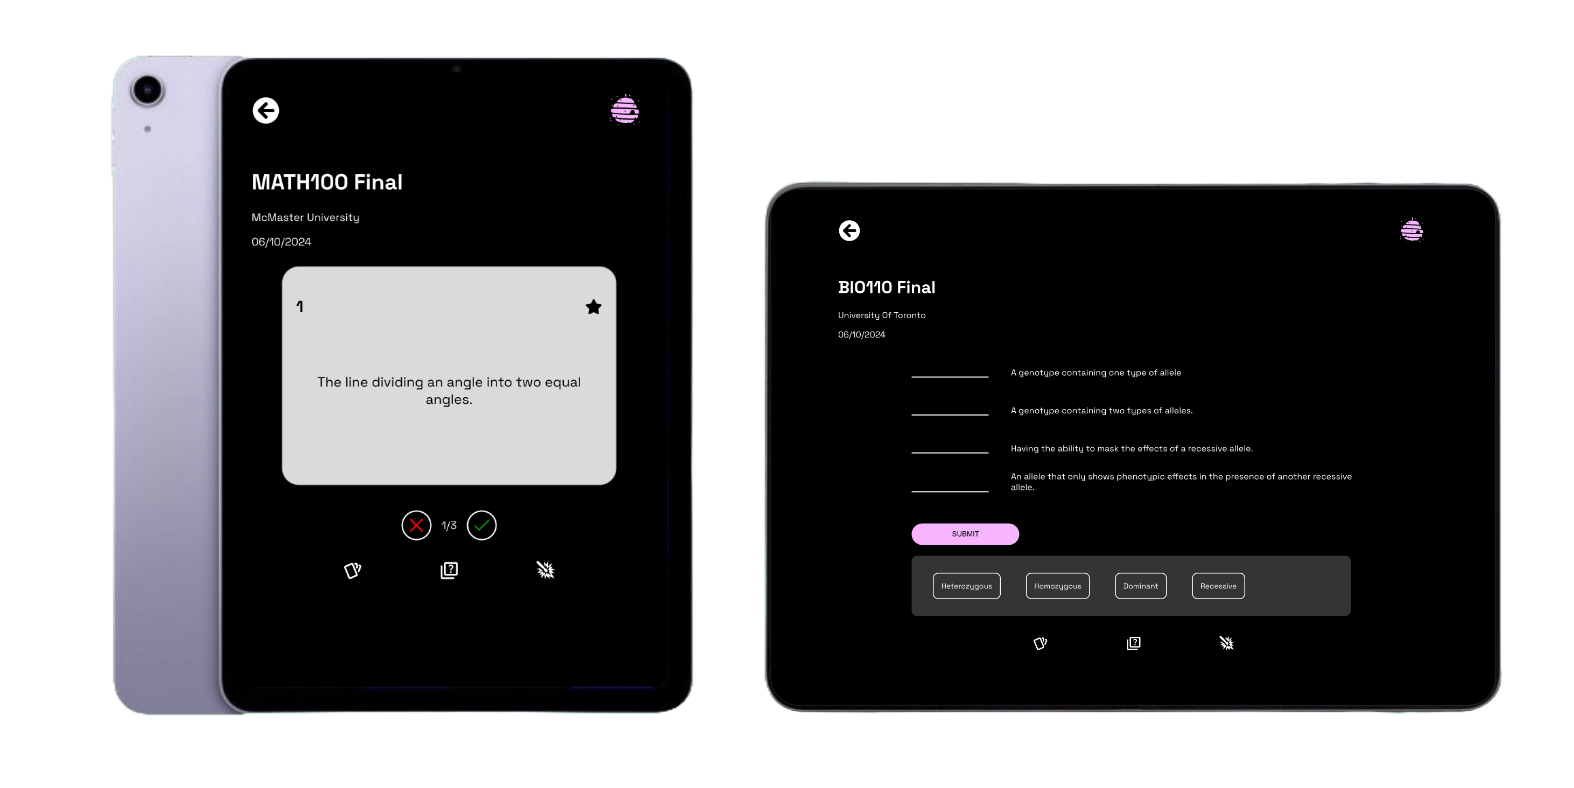 MATH100 Final
McMaster University
06/10/2024
1
The line dividing an angle into two equal
angles.
1/3
BIO110 Final
University Of Toronto
06/10/2024
A genotype containing one type of allele
A genotype containing two types of alleles.
Having the ability to mask the effects of a recessive allele.
An allele that only shows phenotypic effects in the presence of another recessive
allele.
SUBMIT
Heterozygous
Homozygous
Dominant
Recessive